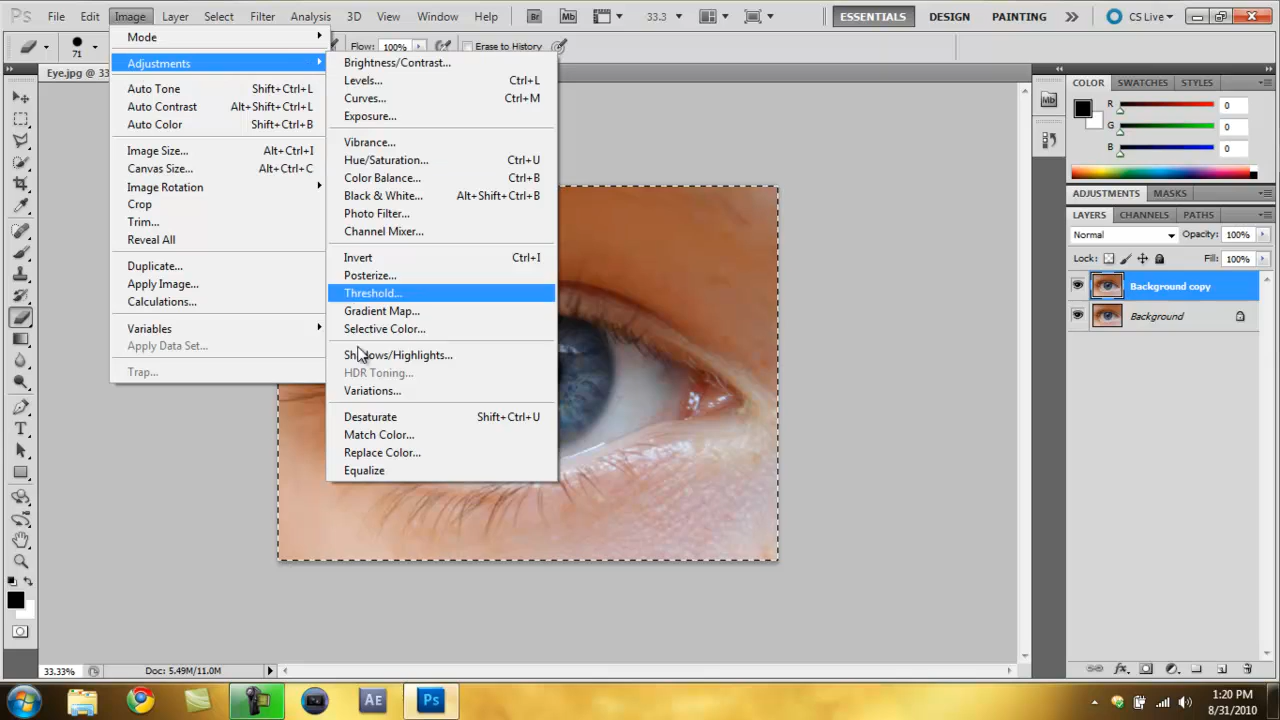 Ps File Edit Image Layer Select Filter Analysis 3D View Window Help Br Mb 33.3 ESSENTIALS DESIGN PAINTING CS Live
71 Flow: 100% Erase to History
Eye.jpg @ 33
Mode
Adjustments
Auto Tone Shift+Ctrl+L
Auto Contrast Alt+Shift+Ctrl+L
Auto Color Shift+Ctrl+B
Image Size... Alt+Ctrl+I
Canvas Size... Alt+Ctrl+C
Image Rotation
Crop
Trim...
Reveal All
Duplicate...
Apply Image...
Calculations...
Variables
Apply Data Set...
Trap...
Brightness/Contrast...
Levels... Ctrl+L
Curves... Ctrl+M
Exposure...
Vibrance...
Hue/Saturation... Ctrl+U
Color Balance... Ctrl+B
Black & White... Alt+Shift+Ctrl+B
Photo Filter...
Channel Mixer...
Invert Ctrl+I
Posterize...
Threshold...
Gradient Map...
Selective Color...
Shadows/Highlights...
HDR Toning...
Variations...
Desaturate Shift+Ctrl+U
Match Color...
Replace Color...
Equalize
Mb
COLOR SWATCHES STYLES
R 0
G 0
B 0
ADJUSTMENTS MASKS
LAYERS CHANNELS PATHS
Normal Opacity: 100%
Lock: Fill: 100%
Background copy
Background
33.33% Doc: 5.49M/11.0M
AE Ps
1:20 PM
8/31/2010